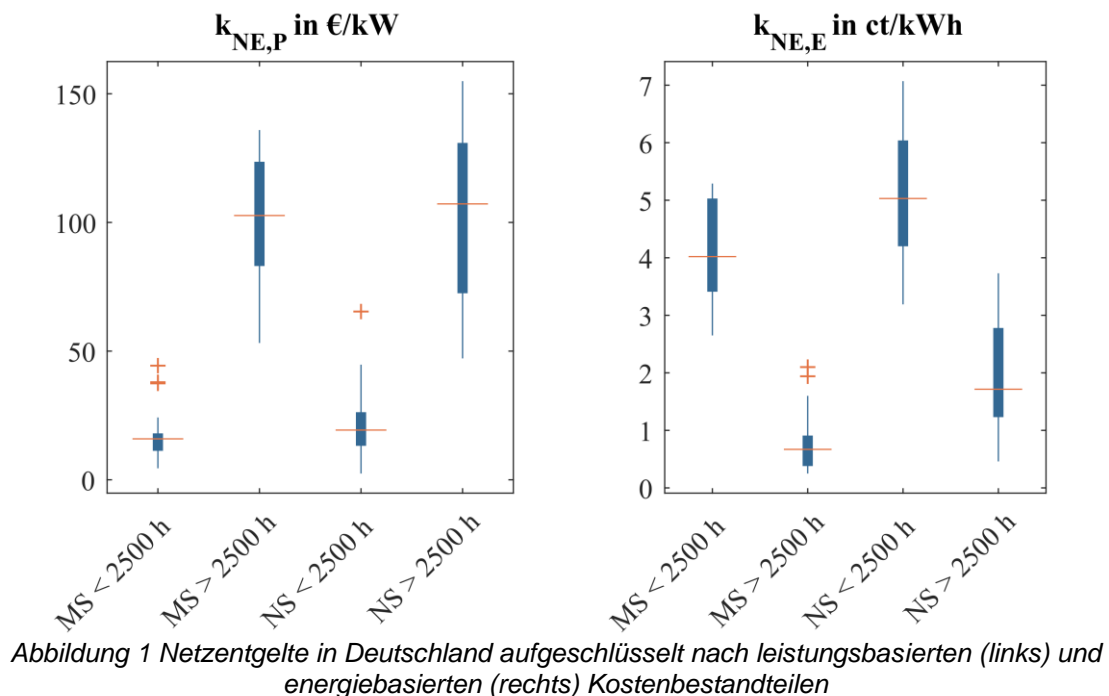 k_NE,P in €/kW
150
100
50
0
MS < 2500 h
MS > 2500 h
NS < 2500 h
NS > 2500 h
k_NE,E in ct/kWh
7
6
5
4
3
2
1
0
MS < 2500 h
MS > 2500 h
NS < 2500 h
NS > 2500 h
Abbildung 1 Netzentgelte in Deutschland aufgeschlüsselt nach leistungsbasierten (links) und
energiebasierten (rechts) Kostenbestandteilen